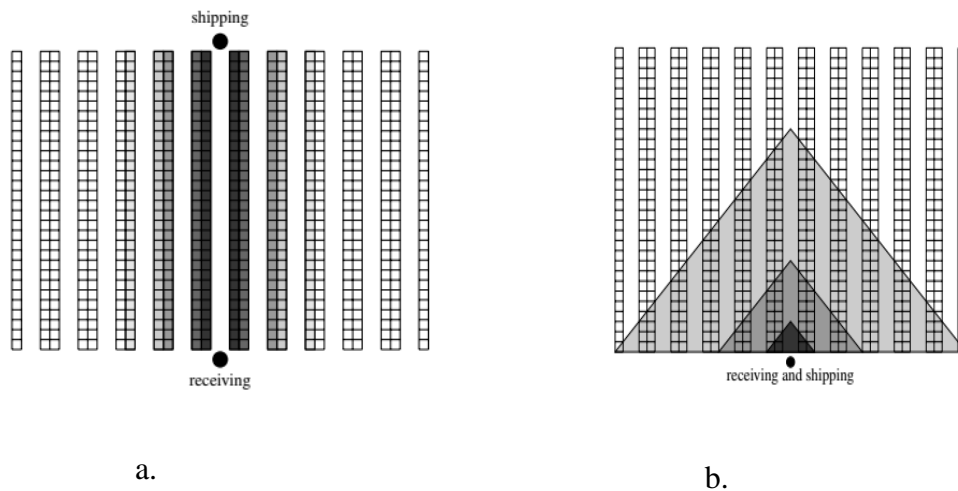 shipping
receiving
receiving and shipping
a.
b.